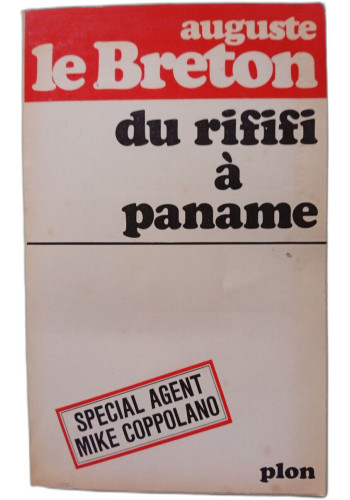 auguste
le Breton
du rififi
à
paname
SPECIAL AGENT
MIKE COPPOLANO
plon